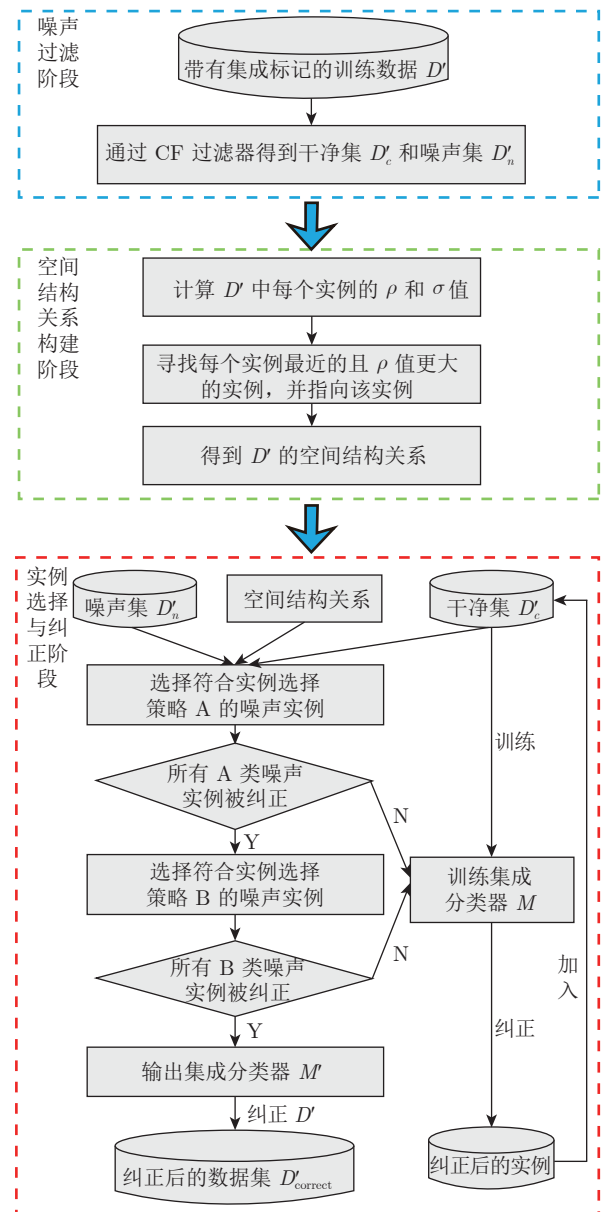 噪声
过滤
阶段
带有集成标记的训练数据 D′
通过 CF 过滤器得到干净集 D′c 和噪声集 D′n
空间
结构
关系
构建
阶段
计算 D′ 中每个实例的 ρ 和 σ 值
寻找每个实例最近的且 ρ 值更大
的实例，并指向该实例
得到 D′ 的空间结构关系
实例
选择
与纠
正阶
段
噪声集 D′n
空间结构关系
干净集 D′c
选择符合实例选择
策略 A 的噪声实例
训练
所有 A 类噪声
实例被纠正
N
Y
选择符合实例选择
策略 B 的噪声实例
训练集成
分类器 M
所有 B 类噪声
实例被纠正
N
加
入
Y
纠正
输出集成分类器 M′
纠正 D′
纠正后的数据集 D′correct
纠正后的实例